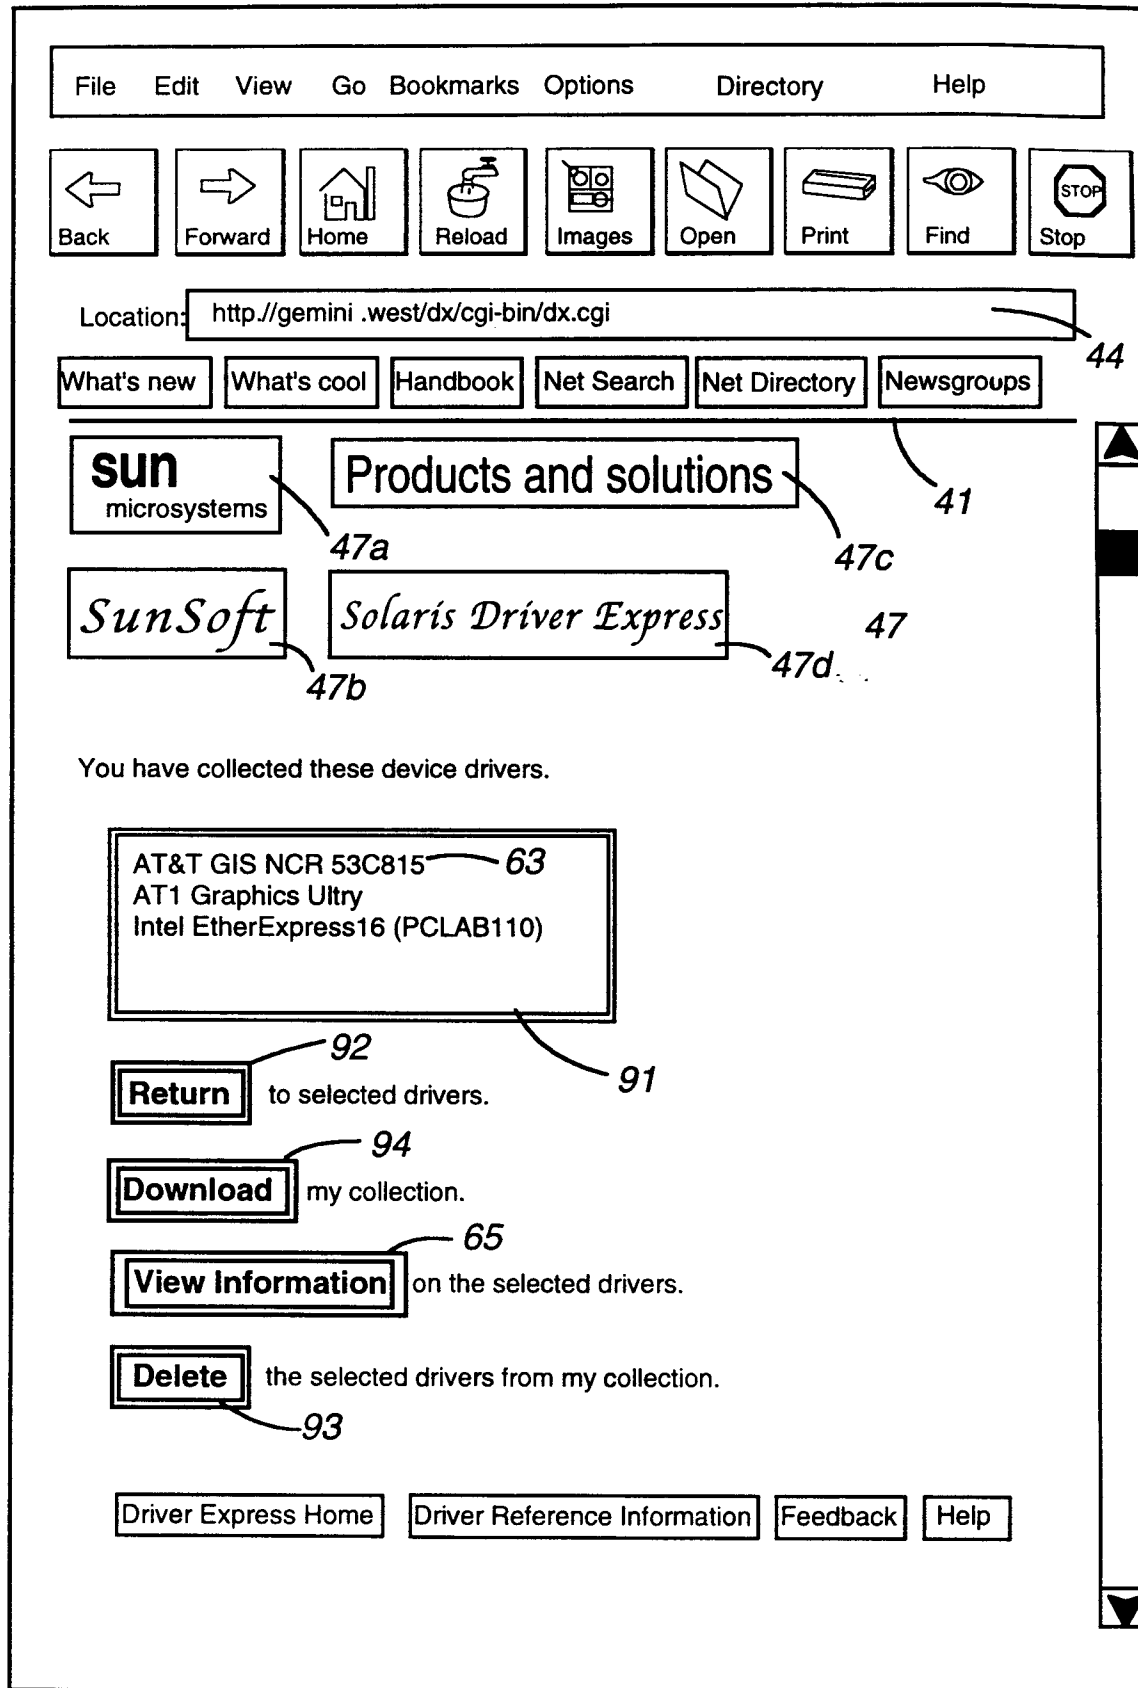 File Edit View Go Bookmarks Options Directory Help
STOP
Back Forward Home Reload Images Open Print Find Stop
Location: http.//gemini .west/dx/cgi-bin/dx.cgi
44
What's new What's cool Handbook Net Search Net Directory Newsgroups
41
sun
microsystems
47a
Products and solutions
47c
SunSoft
47b
Solaris Driver Express
47d
47
You have collected these device drivers.
AT&T GIS NCR 53C815 63
AT1 Graphics Ultry
Intel EtherExpress16 (PCLAB110)
91
92
Return to selected drivers.
94
Download my collection.
65
View Information on the selected drivers.
Delete the selected drivers from my collection.
93
Driver Express Home Driver Reference Information Feedback Help